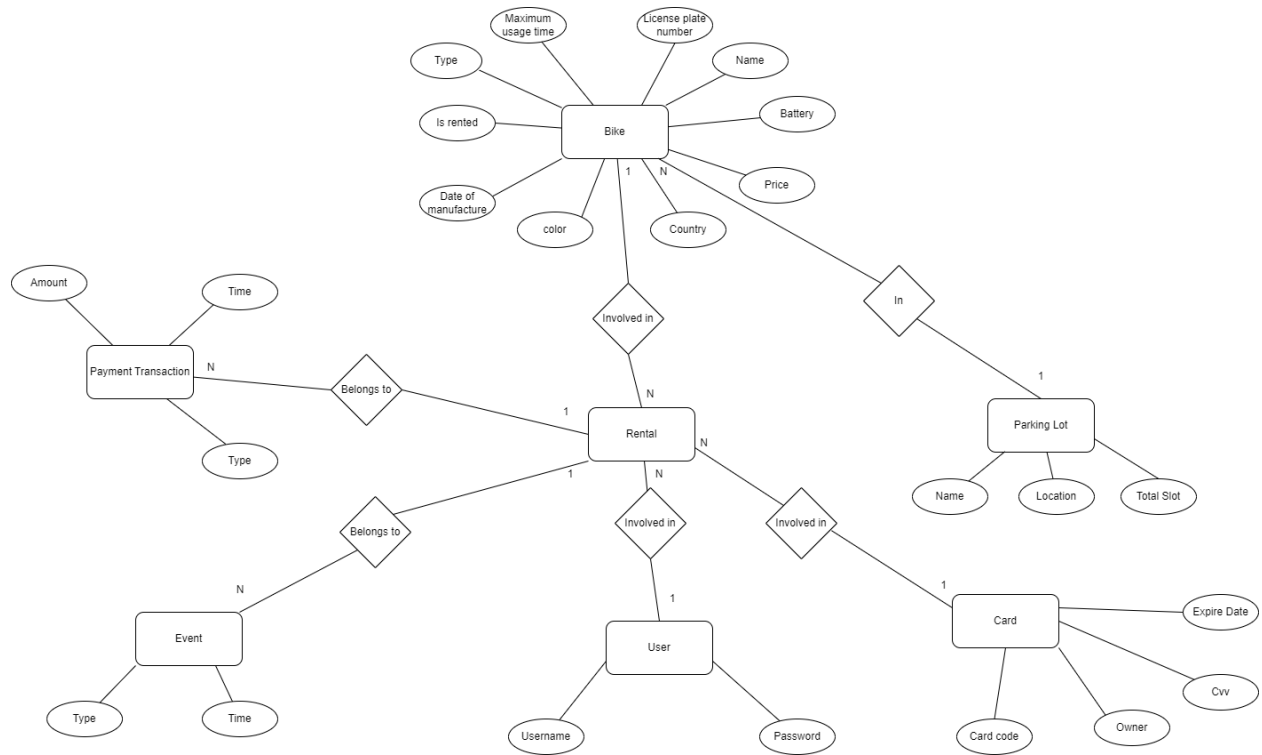 Maximum
usage time
License plate
number
Type
Name
Is rented
Bike
Battery
Date of
manufacture
color
1
N
Country
Price
Amount
Time
Payment Transaction
N
Type
Belongs to
1
Involved in
N
In
1
Rental
Parking Lot
Name
Location
Total Slot
1
N
N
Belongs to
N
Involved in
1
Involved in
1
Event
Type
Time
User
Username
Password
Card
Expire Date
Cvv
Owner
Card code